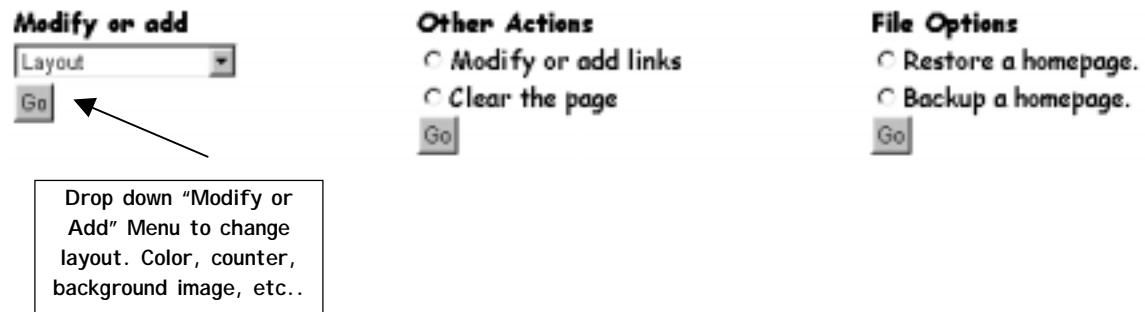 Modify or add
Layout
Go
Other Actions
Modify or add links
Clear the page
Go
File Options
Restore a homepage.
Backup a homepage.
Go
Drop down “Modify or
Add” Menu to change
layout. Color, counter,
background image, etc..